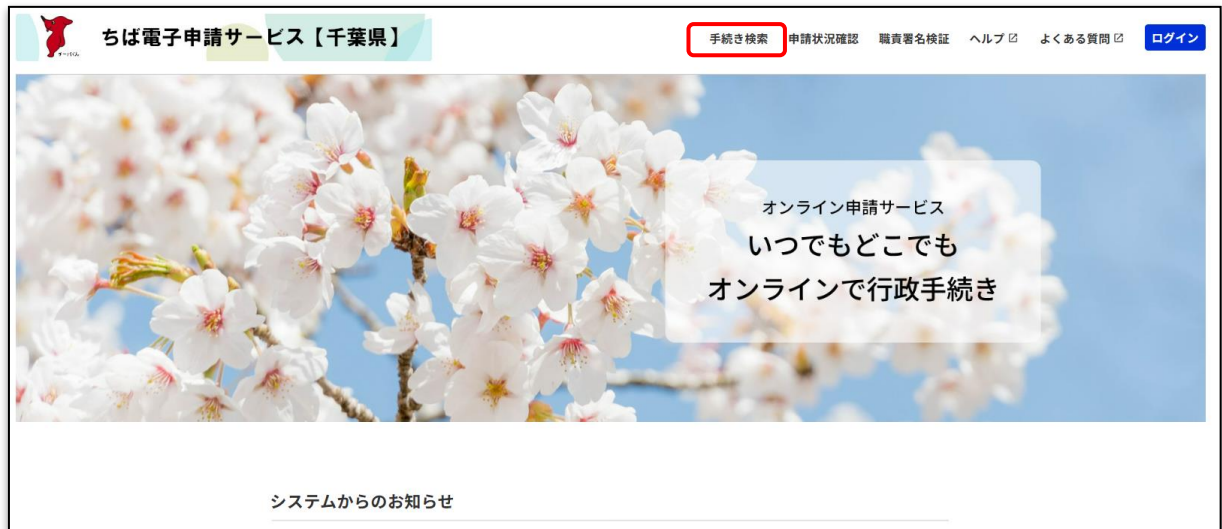 ちば電子申請サービス【千葉県】
手続き検索 申請状況確認 職責署名検証 ヘルプ よくある質問 ログイン
オンライン申請サービス
いつでもどこでも
オンラインで行政手続き
システムからのお知らせ